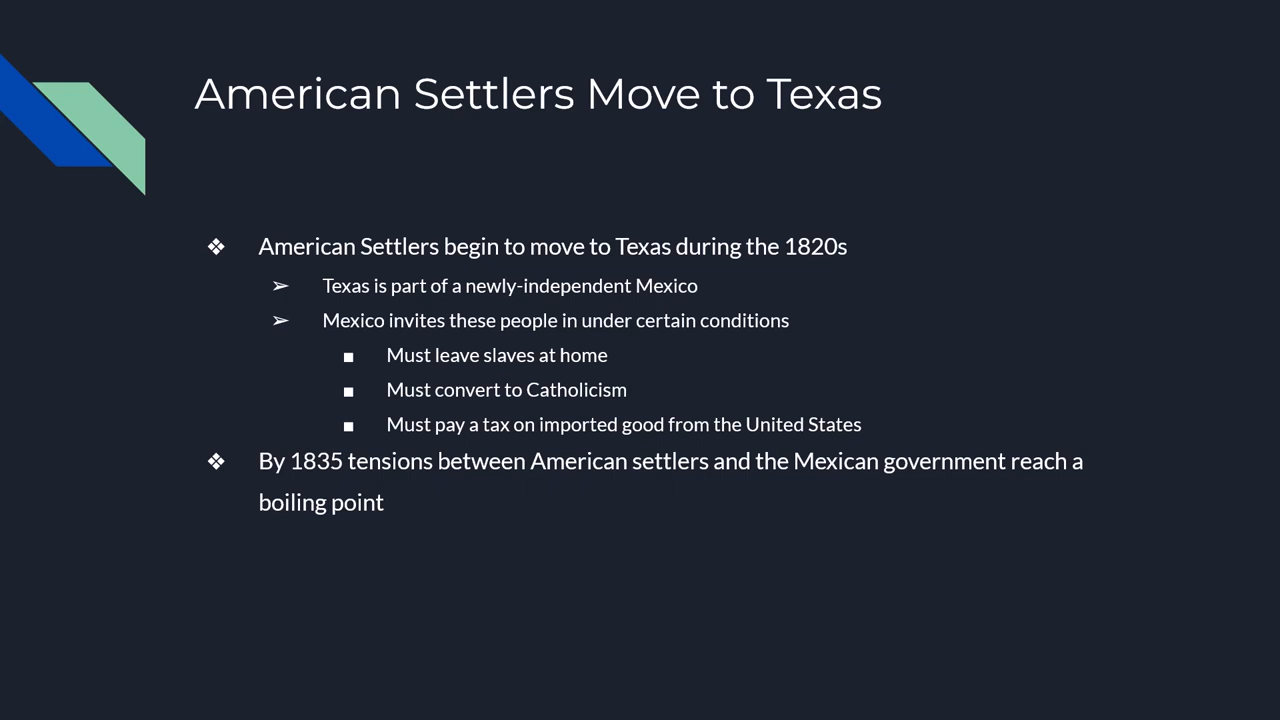 American Settlers Move to Texas
❖ American Settlers begin to move to Texas during the 1820s
➢ Texas is part of a newly-independent Mexico
➢ Mexico invites these people in under certain conditions
■ Must leave slaves at home
■ Must convert to Catholicism
■ Must pay a tax on imported good from the United States
❖ By 1835 tensions between American settlers and the Mexican government reach a
boiling point